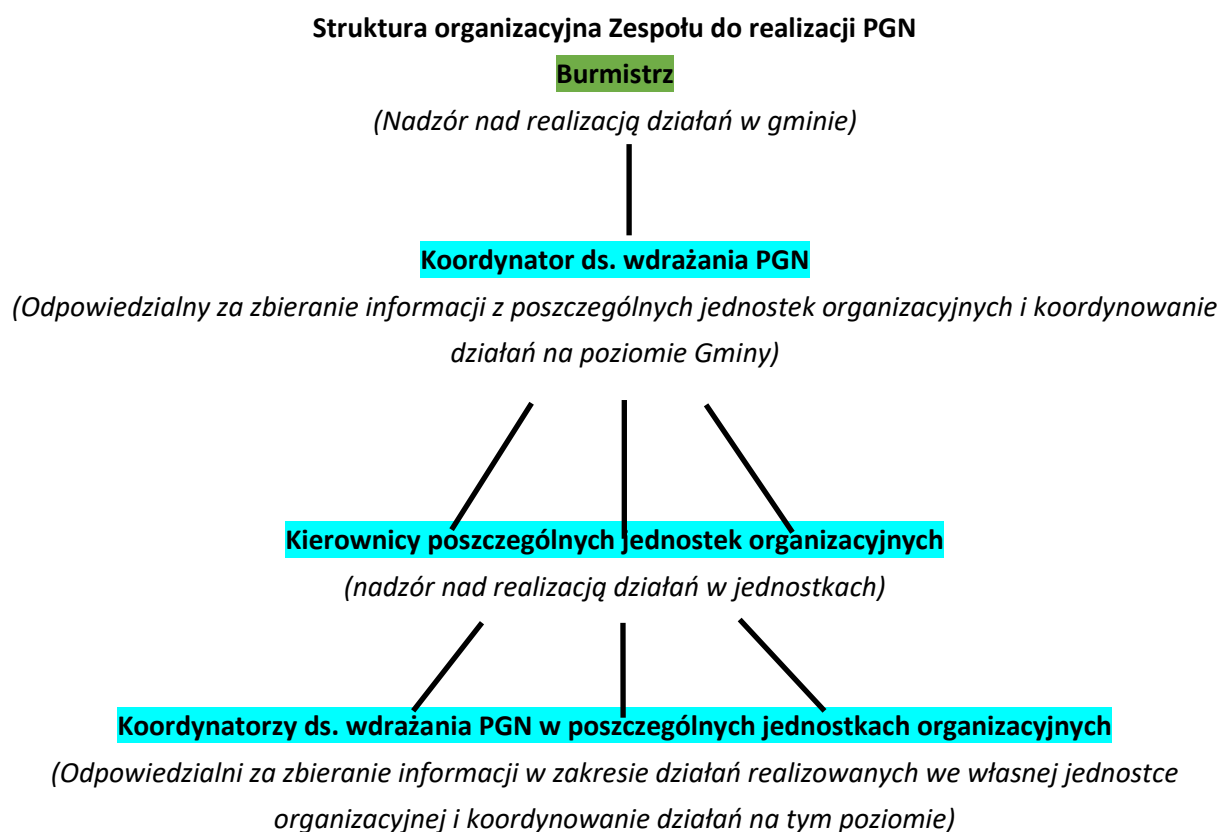 Struktura organizacyjna Zespołu do realizacji PGN
Burmistrz
(Nadzór nad realizacją działań w gminie)
Koordynator ds. wdrażania PGN
(Odpowiedzialny za zbieranie informacji z poszczególnych jednostek organizacyjnych i koordynowanie
działań na poziomie Gminy)
Kierownicy poszczególnych jednostek organizacyjnych
(nadzór nad realizacją działań w jednostkach)
Koordynatorzy ds. wdrażania PGN w poszczególnych jednostkach organizacyjnych
(Odpowiedzialni za zbieranie informacji w zakresie działań realizowanych we własnej jednostce
organizacyjnej i koordynowanie działań na tym poziomie)